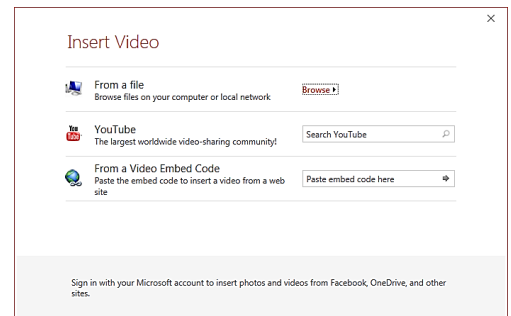 Insert Video
From a file
Browse files on your computer or local network
Browse
You
Tube
YouTube
The largest worldwide video-sharing community!
Search YouTube
From a Video Embed Code
Paste the embed code to insert a video from a web
site
Paste embed code here
Sign in with your Microsoft account to insert photos and videos from Facebook, OneDrive, and other
sites.